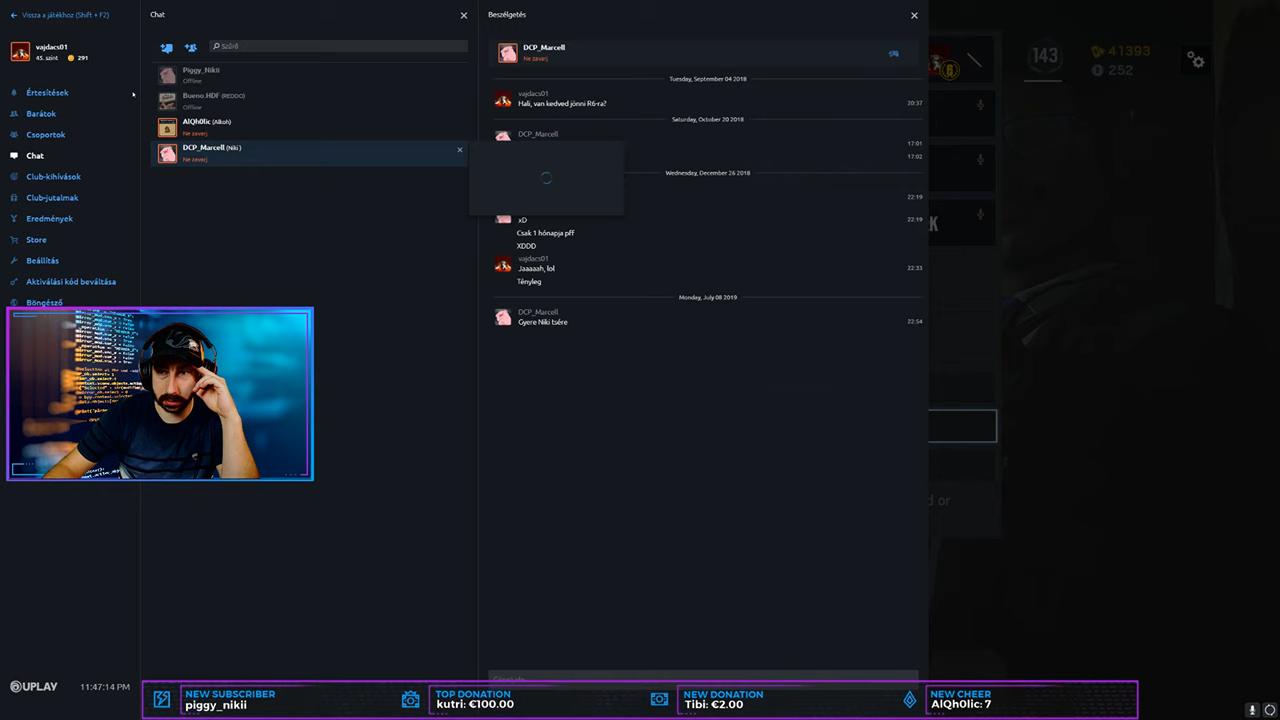 Vissza a játékhoz (Shift + F2)
vajdacs01
45. szint
291
Értesítések
Barátok
Csoportok
Chat
Club-kihívások
Club-jutalmak
Eredmények
Store
Beállítás
Aktiválási kód beváltása
Böngésző
UPLAY
11:47:14 PM
Chat
Szűrő
Piggy_Nikii
Offline
Bueno.HDF (REDDO)
Offline
AlQh0lic (Alkoh)
Ne zavarj
DCP_Marcell (Niki )
Ne zavarj
Beszélgetés
DCP_Marcell
Ne zavarj
Tuesday, September 04 2018
vajdacs01
Hali, van kedved jönni R6-ra?
20:37
Saturday, October 20 2018
DCP_Marcell
17:01
17:02
Wednesday, December 26 2018
22:19
xD
22:19
Csak 1 hónapja pff
XDDD
vajdacs01
Jaaaaah, lol
22:33
Tényleg
Monday, July 08 2019
DCP_Marcell
Gyere Niki tsére
22:54
143
41393
252
K
d or
NEW SUBSCRIBER
piggy_nikii
TOP DONATION
kutri: €100.00
NEW DONATION
Tibi: €2.00
NEW CHEER
AlQh0lic: 7